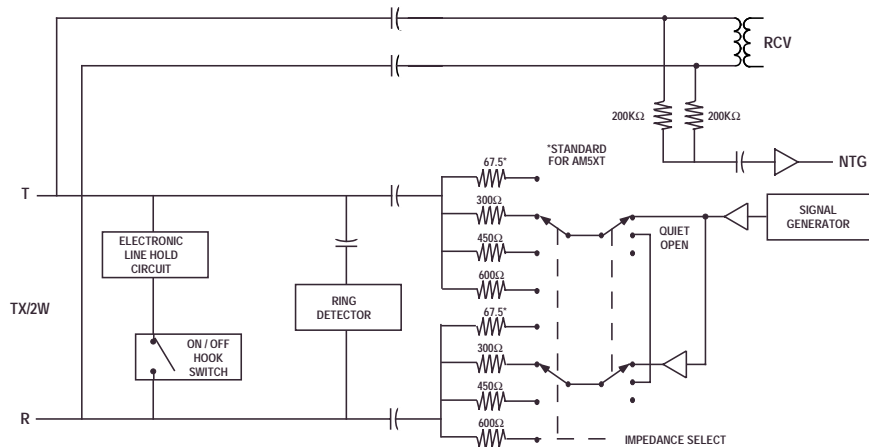 RCV
200KΩ
200KΩ
*STANDARD
FOR AM5XT
NTG
67.5*
T
300Ω
SIGNAL
GENERATOR
ELECTRONIC
LINE HOLD
CIRCUIT
QUIET
OPEN
450Ω
600Ω
TX/2W
RING
DETECTOR
67.5*
ON / OFF
HOOK
SWITCH
300Ω
450Ω
R
600Ω
IMPEDANCE SELECT